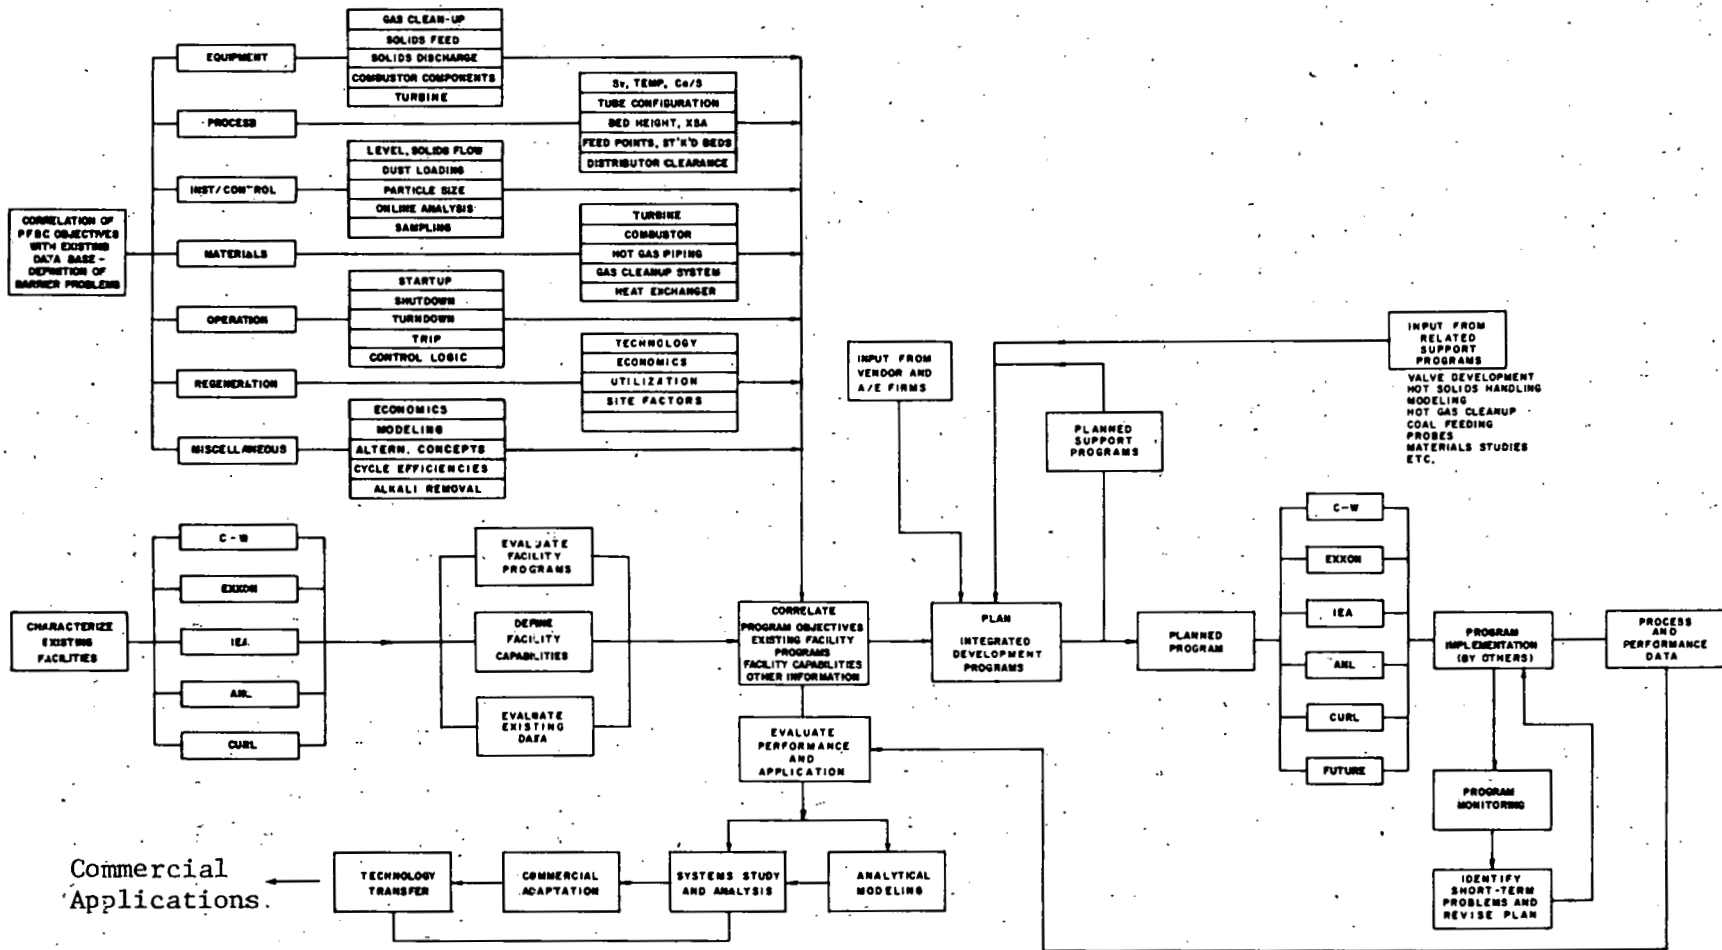 CORRELATION OF
PFBC OBJECTIVES
WITH EXISTING
DATA BASE -
DEFINITION OF
BARRIER PROBLEMS
EQUIPMENT
GAS CLEAN-UP
SOLIDS FEED
SOLIDS DISCHARGE
COMBUSTOR COMPONENTS
TURBINE
PROCESS
Sv, TEMP, Ca/S
TUBE CONFIGURATION
BED HEIGHT, XSA
FEED POINTS, ST'K'D BEDS
DISTRIBUTOR CLEARANCE
INST/CONTROL
LEVEL, SOLIDS FLOW
DUST LOADING
PARTICLE SIZE
ONLINE ANALYSIS
SAMPLING
MATERIALS
TURBINE
COMBUSTOR
HOT GAS PIPING
GAS CLEANUP SYSTEM
HEAT EXCHANGER
OPERATION
STARTUP
SHUTDOWN
TURNDOWN
TRIP
CONTROL LOGIC
REGENERATION
TECHNOLOGY
ECONOMICS
UTILIZATION
SITE FACTORS
MISCELLANEOUS
ECONOMICS
MODELING
ALTERN. CONCEPTS
CYCLE EFFICIENCIES
ALKALI REMOVAL
INPUT FROM
VENDOR AND
A/E FIRMS
PLANNED
SUPPORT
PROGRAMS
INPUT FROM
RELATED
SUPPORT
PROGRAMS
VALVE DEVELOPMENT
HOT SOLIDS HANDLING
MODELING
HOT GAS CLEANUP
COAL FEEDING
PROBES
MATERIALS STUDIES
ETC.
CHARACTERIZE
EXISTING
FACILITIES
C-W
EXXON
IEA
ANL
CURL
EVALUATE
FACILITY
PROGRAMS
DEFINE
FACILITY
CAPABILITIES
EVALUATE
EXISTING
DATA
CORRELATE
PROGRAM OBJECTIVES
EXISTING FACILITY
PROGRAMS
FACILITY CAPABILITIES
OTHER INFORMATION
PLAN
INTEGRATED
DEVELOPMENT
PROGRAMS
PLANNED
PROGRAM
C-W
EXXON
IEA
ANL
CURL
FUTURE
PROGRAM
IMPLEMENTATION
(BY OTHERS)
PROCESS
AND
PERFORMANCE
DATA
EVALUATE
PERFORMANCE
AND
APPLICATION
PROGRAM
MONITORING
IDENTIFY
SHORT-TERM
PROBLEMS AND
REVISE PLAN
Commercial
Applications
TECHNOLOGY
TRANSFER
COMMERCIAL
ADAPTATION
SYSTEMS STUDY
AND ANALYSIS
ANALYTICAL
MODELING